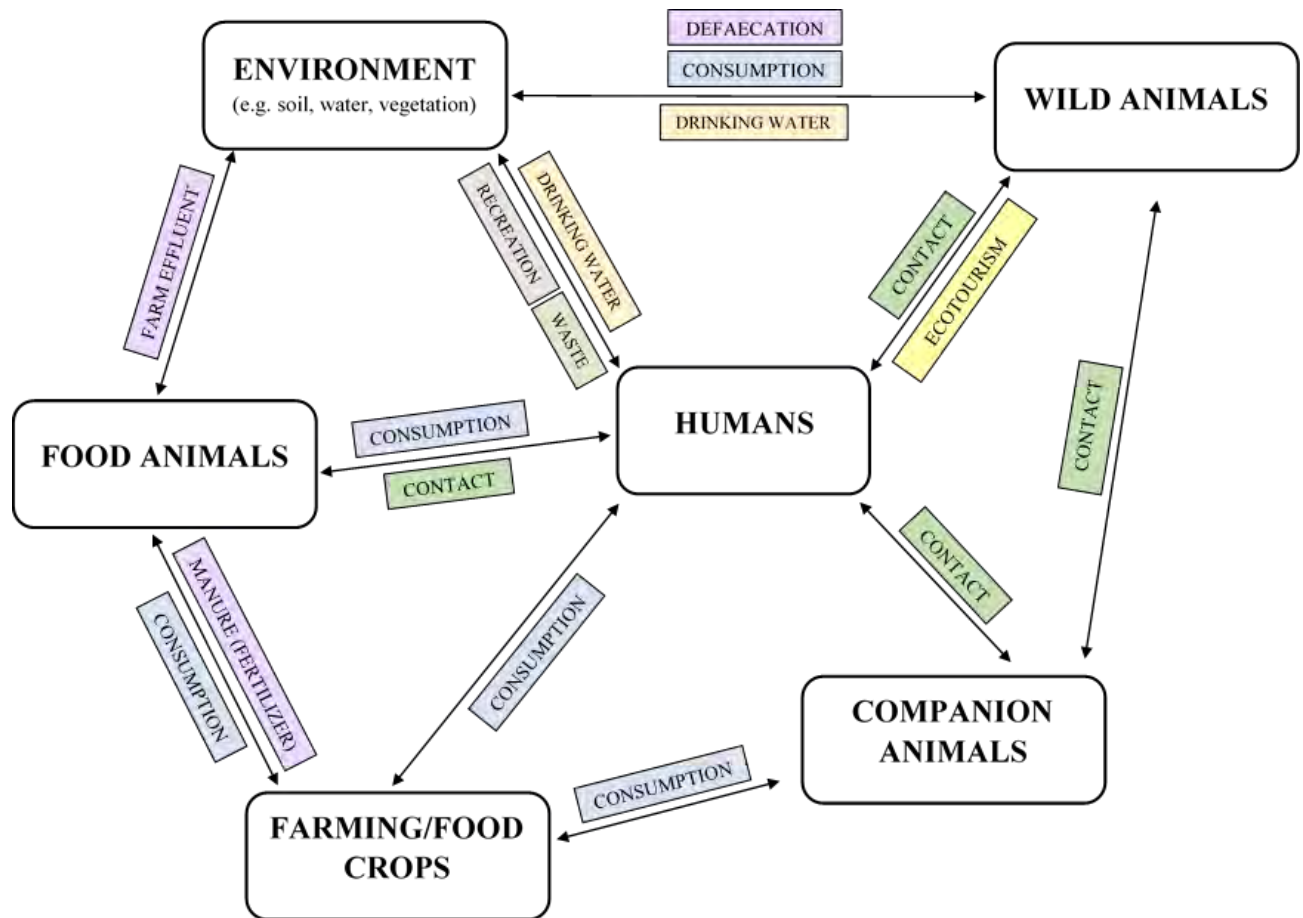 DEFAECATION
ENVIRONMENT
(e.g. soil, water, vegetation)
CONSUMPTION
WILD ANIMALS
DRINKING WATER
FARM EFFLUENT
RECREATION
DRINKING WATER
WASTE
CONTACT
ECOTOURISM
CONTACT
FOOD ANIMALS
CONSUMPTION
CONTACT
HUMANS
MANURE (FERTILIZER)
CONSUMPTION
CONSUMPTION
CONTACT
COMPANION
ANIMALS
CONSUMPTION
FARMING/FOOD
CROPS